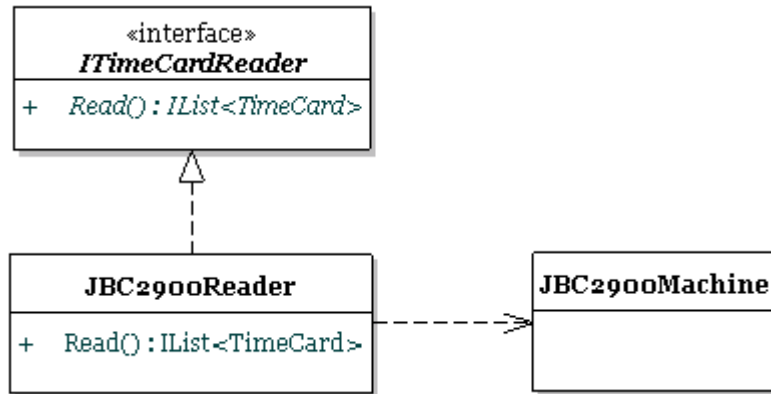 «interface»
ITimeCardReader
+ Read() : IList<TimeCard>
JBC2900Reader
+ Read() : IList<TimeCard>
JBC2900Machine